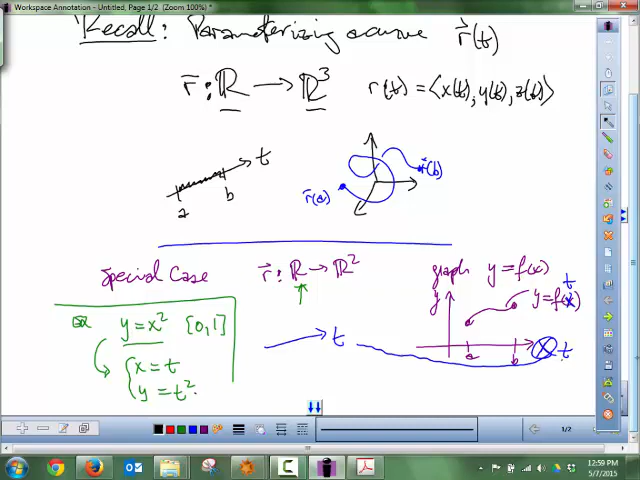 Workspace Annotation - Untitled, Page 1/2 (Zoom 76%)*
Recall: Parameterizing a curve r⃗(t)
r⃗ : ℝ → ℝ³ r(t) = ⟨x(t), y(t), z(t)⟩
t
a b
r⃗(a) r⃗(b)
Special Case r⃗ : ℝ → ℝ² graph y = f(x)
y y = f(x) t
Ex y = x² [0,1]
t
a b x t
x = t
y = t².
1/2
12:59 PM
5/7/2015